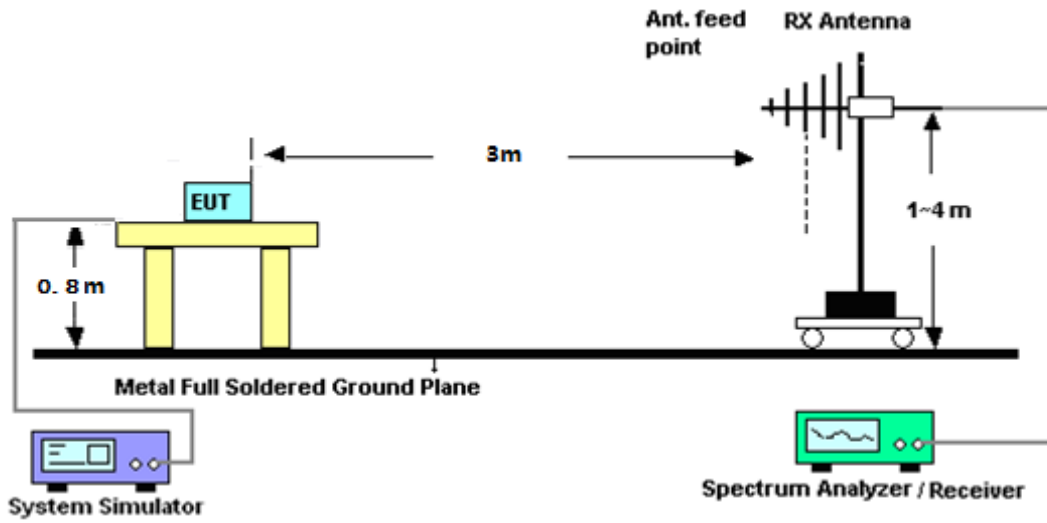 Ant. feed
point
RX Antenna
3m
EUT
1~4 m
0. 8 m
Metal Full Soldered Ground Plane
System Simulator
Spectrum Analyzer / Receiver